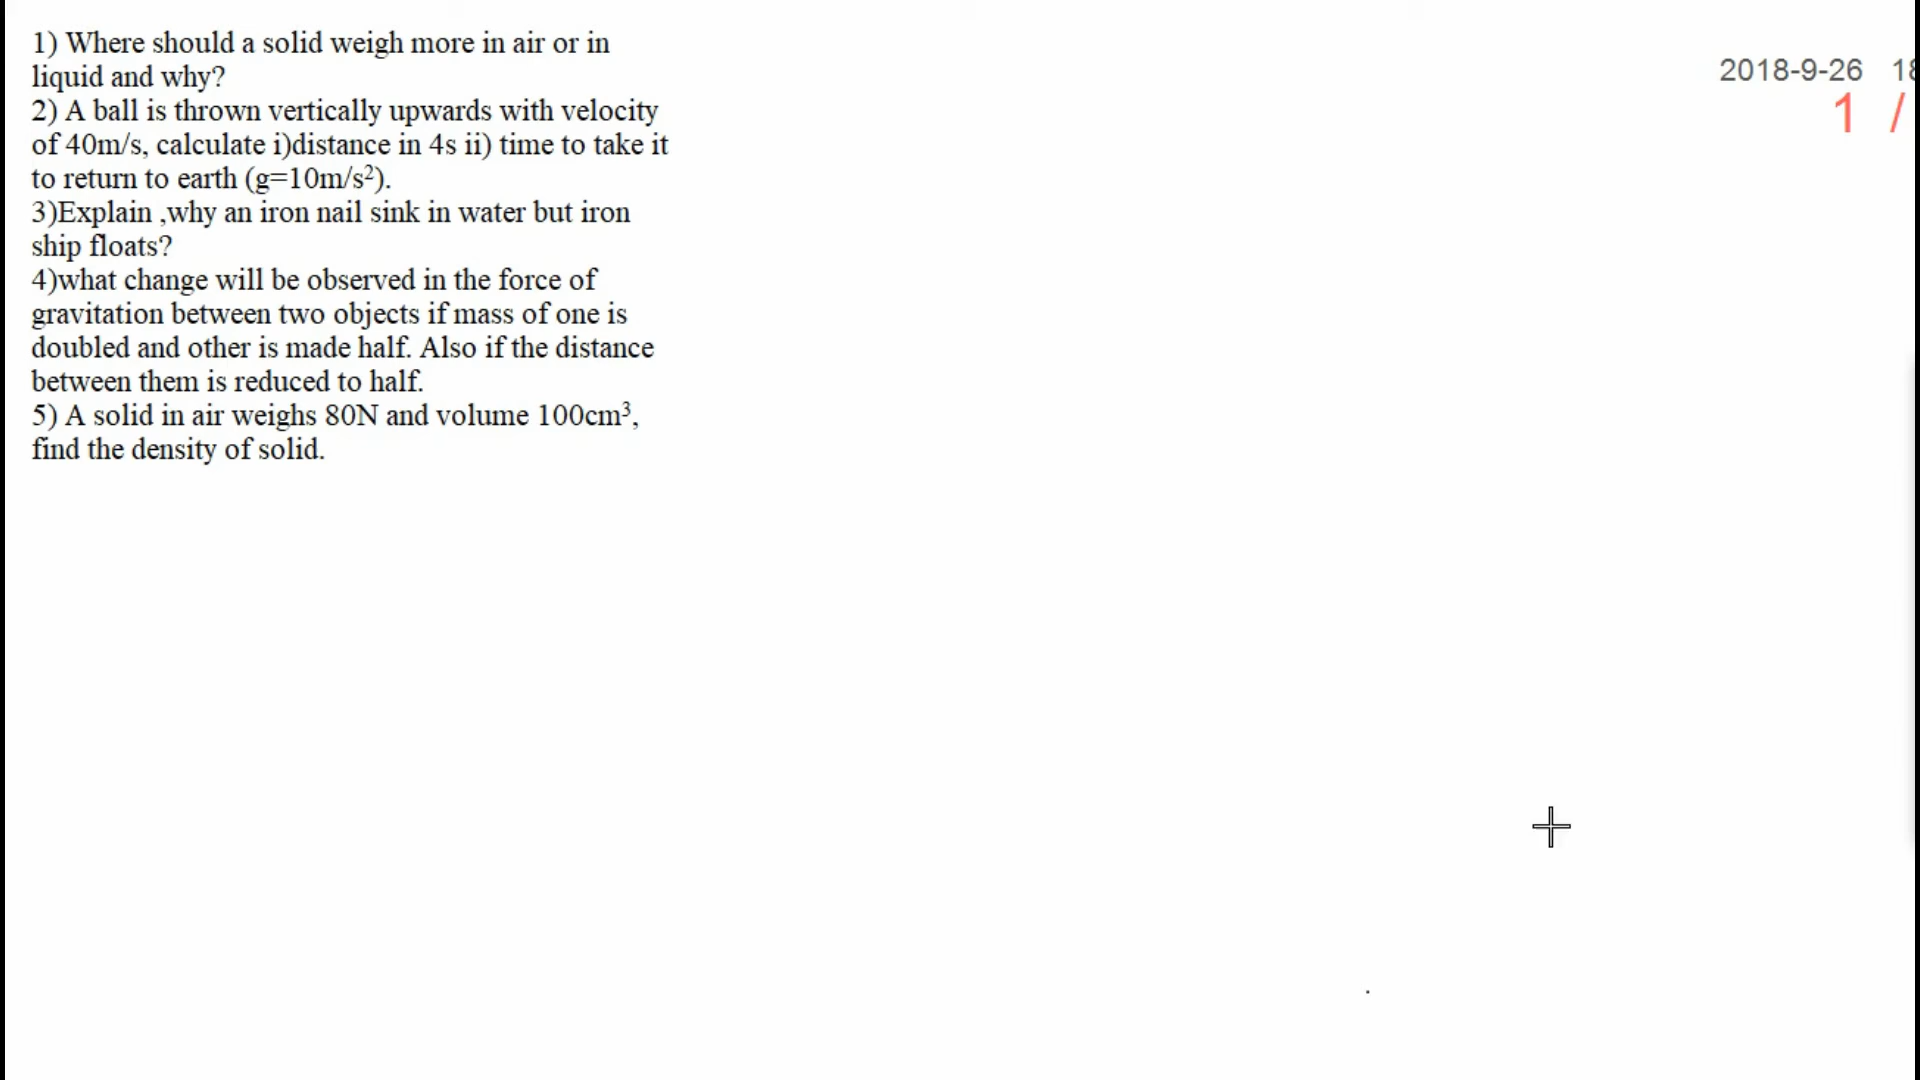 1) Where should a solid weigh more in air or in
liquid and why?
2) A ball is thrown vertically upwards with velocity
of 40m/s, calculate i)distance in 4s ii) time to take it
to return to earth (g=10m/s²).
3)Explain ,why an iron nail sink in water but iron
ship floats?
4)what change will be observed in the force of
gravitation between two objects if mass of one is
doubled and other is made half. Also if the distance
between them is reduced to half.
5) A solid in air weighs 80N and volume 100cm³,
find the density of solid.
2018-9-26
1 /